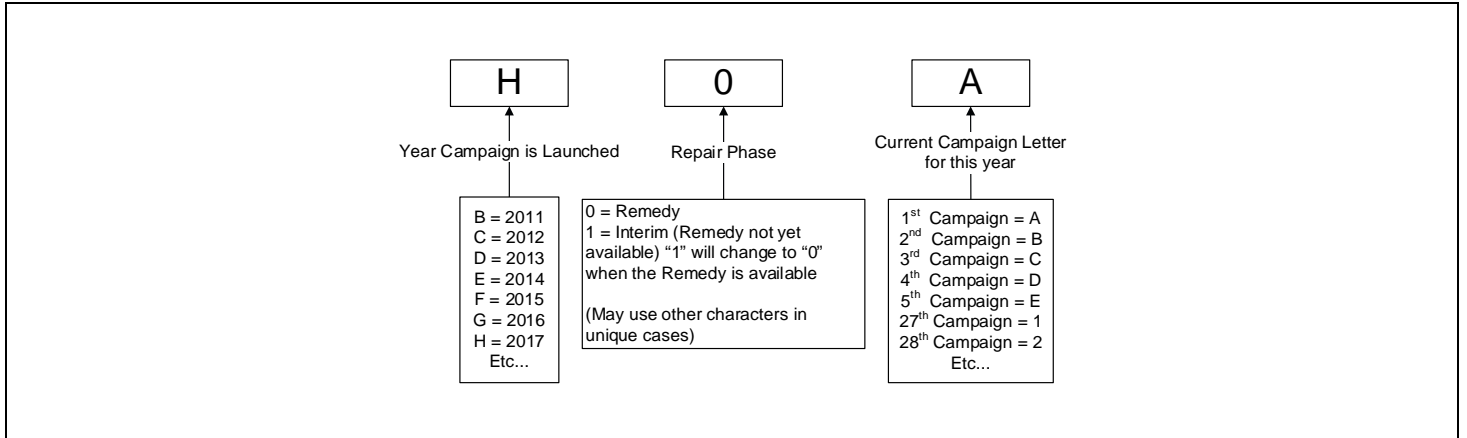 H
0
A
Year Campaign is Launched
Repair Phase
Current Campaign Letter
for this year
B = 2011
C = 2012
D = 2013
E = 2014
F = 2015
G = 2016
H = 2017
Etc...
0 = Remedy
1 = Interim (Remedy not yet
available) “1” will change to “0”
when the Remedy is available
(May use other characters in
unique cases)
1st Campaign = A
2nd Campaign = B
3rd Campaign = C
4th Campaign = D
5th Campaign = E
27th Campaign = 1
28th Campaign = 2
Etc...